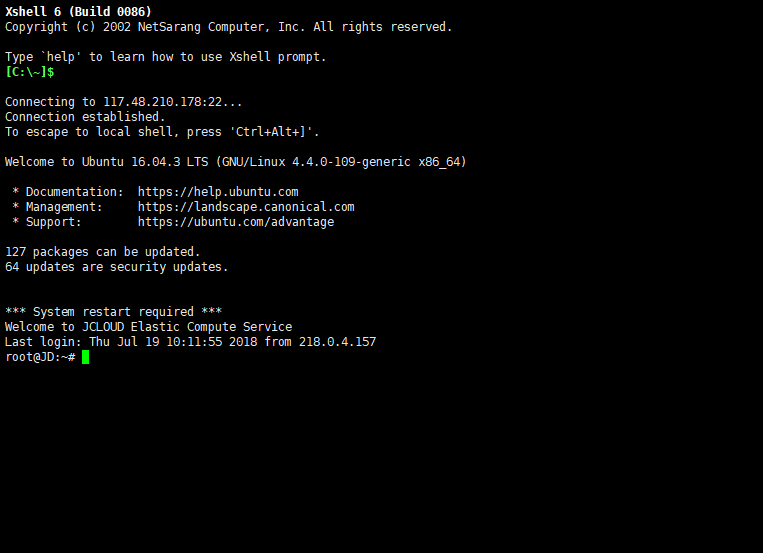 Xshell 6 (Build 0086)
Copyright (c) 2002 NetSarang Computer, Inc. All rights reserved.
Type `help' to learn how to use Xshell prompt.
[C:\~]$
Connecting to 117.48.210.178:22...
Connection established.
To escape to local shell, press 'Ctrl+Alt+]'.
Welcome to Ubuntu 16.04.3 LTS (GNU/Linux 4.4.0-109-generic x86_64)
* Documentation:  https://help.ubuntu.com
* Management:     https://landscape.canonical.com
* Support:        https://ubuntu.com/advantage
127 packages can be updated.
64 updates are security updates.
*** System restart required ***
Welcome to JCLOUD Elastic Compute Service
Last login: Thu Jul 19 10:11:55 2018 from 218.0.4.157
root@JD:~#